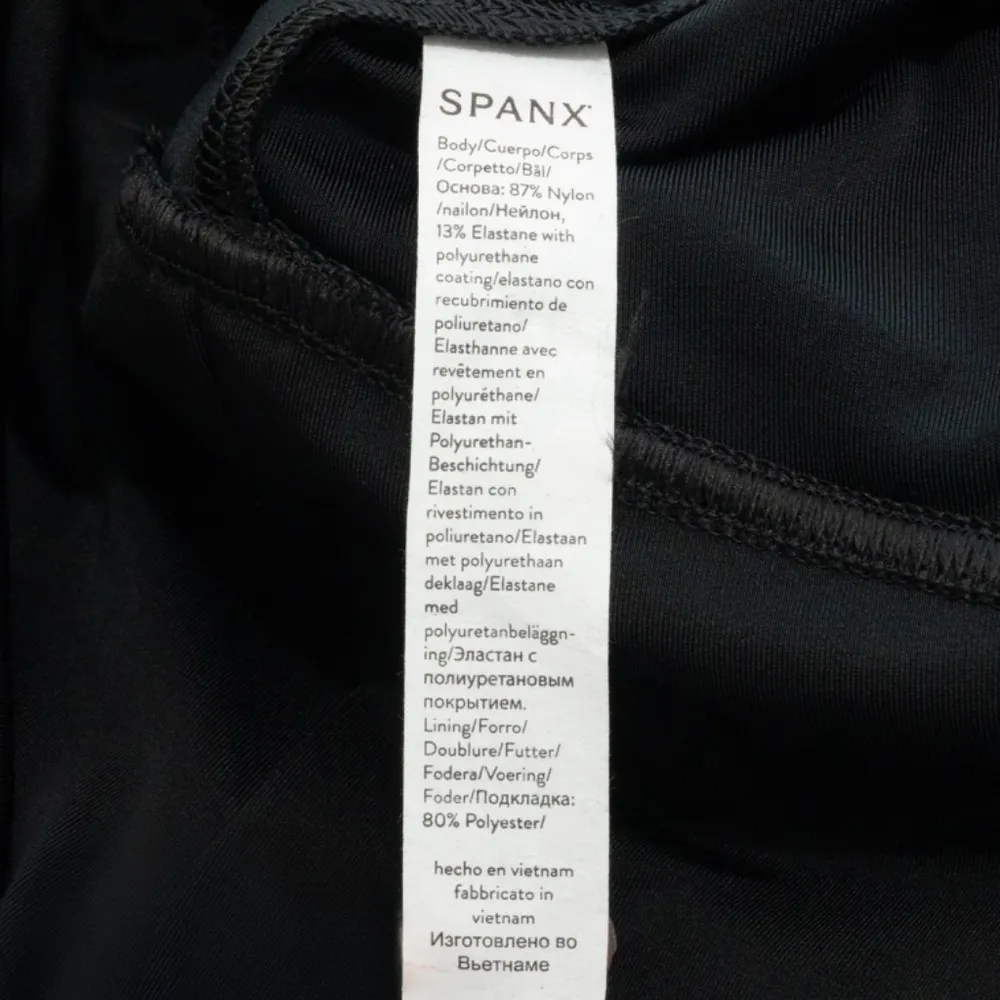 SPANX
Body/Cuerpo/Corps
/Corpetto/Bål/
Основа: 87% Nylon
/nailon/Нейлон,
13% Elastane with
polyurethane
coating/elastano con
recubrimiento de
poliuretano/
Elasthanne avec
revêtement en
polyuréthane/
Elastan mit
Polyurethan-
Beschichtung/
Elastan con
rivestimento in
poliuretano/Elastaan
met polyurethaan
deklaag/Elastane
med
polyuretanbeläggn-
ing/Эластан с
полиуретановым
покрытием.
Lining/Forro/
Doublure/Futter/
Fodera/Voering/
Foder/Подкладка:
80% Polyester/
hecho en vietnam
fabbricato in
vietnam
Изготовлено во
Вьетнаме